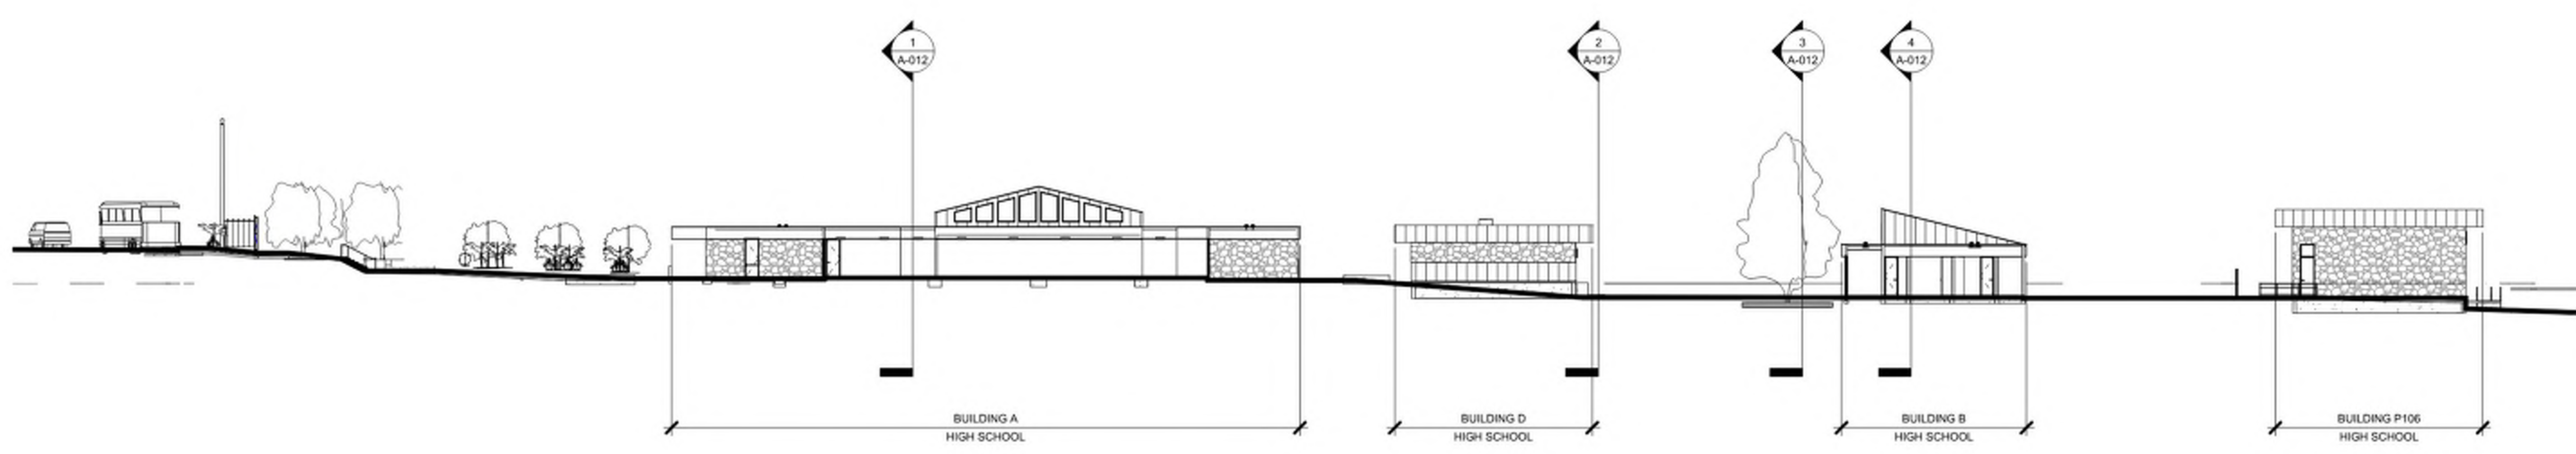 1
A-012
2
A-012
3
A-012
4
A-012
BUILDING A
HIGH SCHOOL
BUILDING D
HIGH SCHOOL
BUILDING B
HIGH SCHOOL
BUILDING P106
HIGH SCHOOL